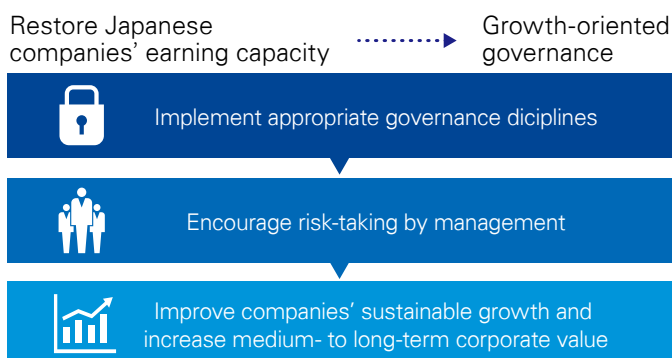 Restore Japanese
companies’ earning capacity
Growth-oriented
governance
Implement appropriate governance diciplines
Encourage risk-taking by management
Improve companies’ sustainable growth and
increase medium- to long-term corporate value